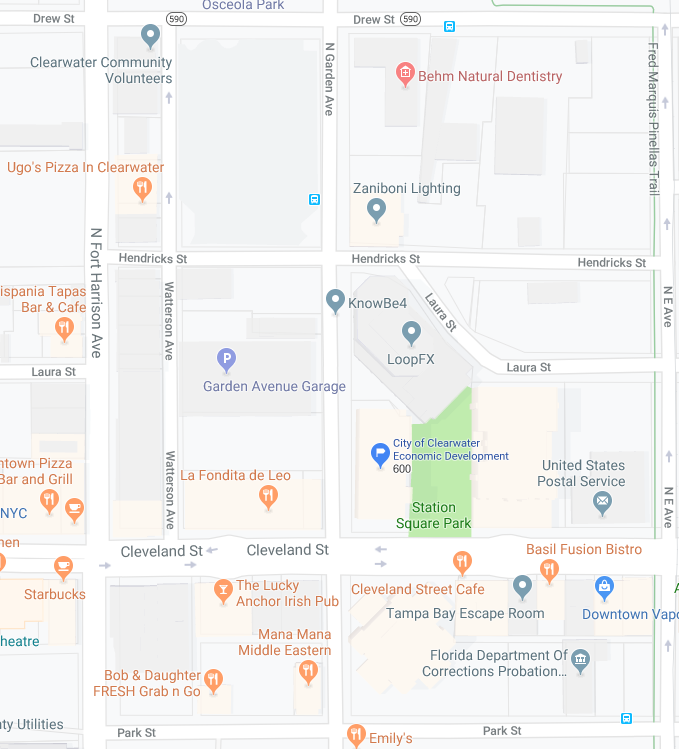 Osceola Park
Drew St
590
Drew St
590
Clearwater Community
Volunteers
N Garden Ave
Behm Natural Dentistry
Fred Marquis Pinellas Trail
Ugo's Pizza In Clearwater
Zaniboni Lighting
N Fort Harrison Ave
Hendricks St
Hendricks St
Hendricks St
ispania Tapas
Bar & Cafe
Watterson Ave
KnowBe4
Laura St
N E Ave
LoopFX
Laura St
P
Garden Avenue Garage
Laura St
City of Clearwater
Economic Development
600
ntown Pizza
Bar and Grill
Watterson Ave
La Fondita de Leo
United States
Postal Service
NYC
Station
Square Park
N E Ave
men
Cleveland St
Cleveland St
Basil Fusion Bistro
Starbucks
The Lucky
Anchor Irish Pub
Cleveland Street Cafe
Tampa Bay Escape Room
Downtown Vapo
heatre
Mana Mana
Middle Eastern
Florida Department Of
Corrections Probation...
Bob & Daughter
FRESH Grab n Go
nty Utilities
Park St
Park St
Emily's